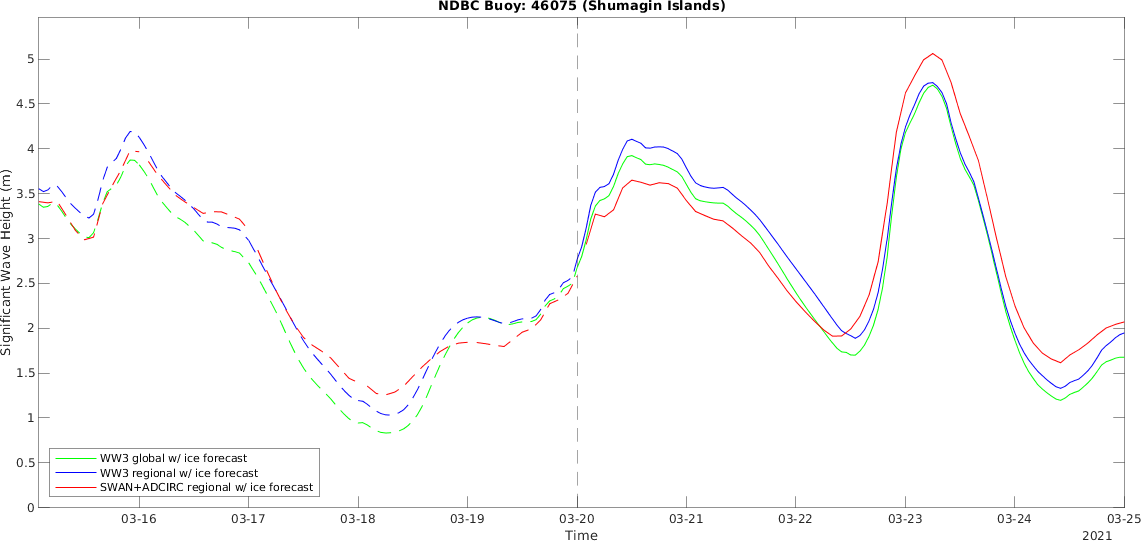 NDBC Buoy: 46075 (Shumagin Islands)
Significant Wave Height (m)
5
4.5
4
3.5
3
2.5
2
1.5
1
0.5
0
WW3 global w/ ice forecast
WW3 regional w/ ice forecast
SWAN+ADCIRC regional w/ ice forecast
03-16 03-17 03-18 03-19 03-20 03-21 03-22 03-23 03-24 03-25
Time
2021